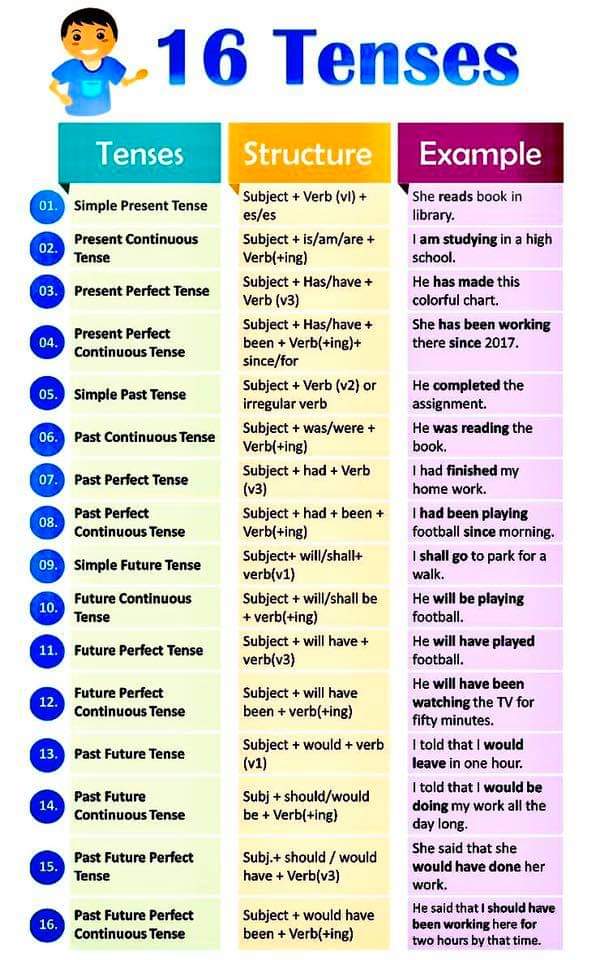 16 Tenses
Tenses
Structure
Example
01.
Simple Present Tense
Subject + Verb (vI) +
es/es
She reads book in
library.
02.
Present Continuous
Tense
Subject + is/am/are +
Verb(+ing)
I am studying in a high
school.
03.
Present Perfect Tense
Subject + Has/have +
Verb (v3)
He has made this
colorful chart.
04.
Present Perfect
Continuous Tense
Subject + Has/have +
been + Verb(+ing)+
since/for
She has been working
there since 2017.
05.
Simple Past Tense
Subject + Verb (v2) or
irregular verb
He completed the
assignment.
06.
Past Continuous Tense
Subject + was/were +
Verb(+ing)
He was reading the
book.
07.
Past Perfect Tense
Subject + had + Verb
(v3)
I had finished my
home work.
08.
Past Perfect
Continuous Tense
Subject + had + been +
Verb(+ing)
I had been playing
football since morning.
09.
Simple Future Tense
Subject+ will/shall+
verb(v1)
I shall go to park for a
walk.
10.
Future Continuous
Tense
Subject + will/shall be
+ verb(+ing)
He will be playing
football.
11.
Future Perfect Tense
Subject + will have +
verb(v3)
He will have played
football.
12.
Future Perfect
Continuous Tense
Subject + will have
been + verb(+ing)
He will have been
watching the TV for
fifty minutes.
13.
Past Future Tense
Subject + would + verb
(v1)
I told that I would
leave in one hour.
14.
Past Future
Continuous Tense
Subj + should/would
be + Verb(+ing)
I told that I would be
doing my work all the
day long.
15.
Past Future Perfect
Tense
Subj.+ should / would
have + Verb(v3)
She said that she
would have done her
work.
16.
Past Future Perfect
Continuous Tense
Subject + would have
been + Verb(+ing)
He said that I should have
been working here for
two hours by that time.